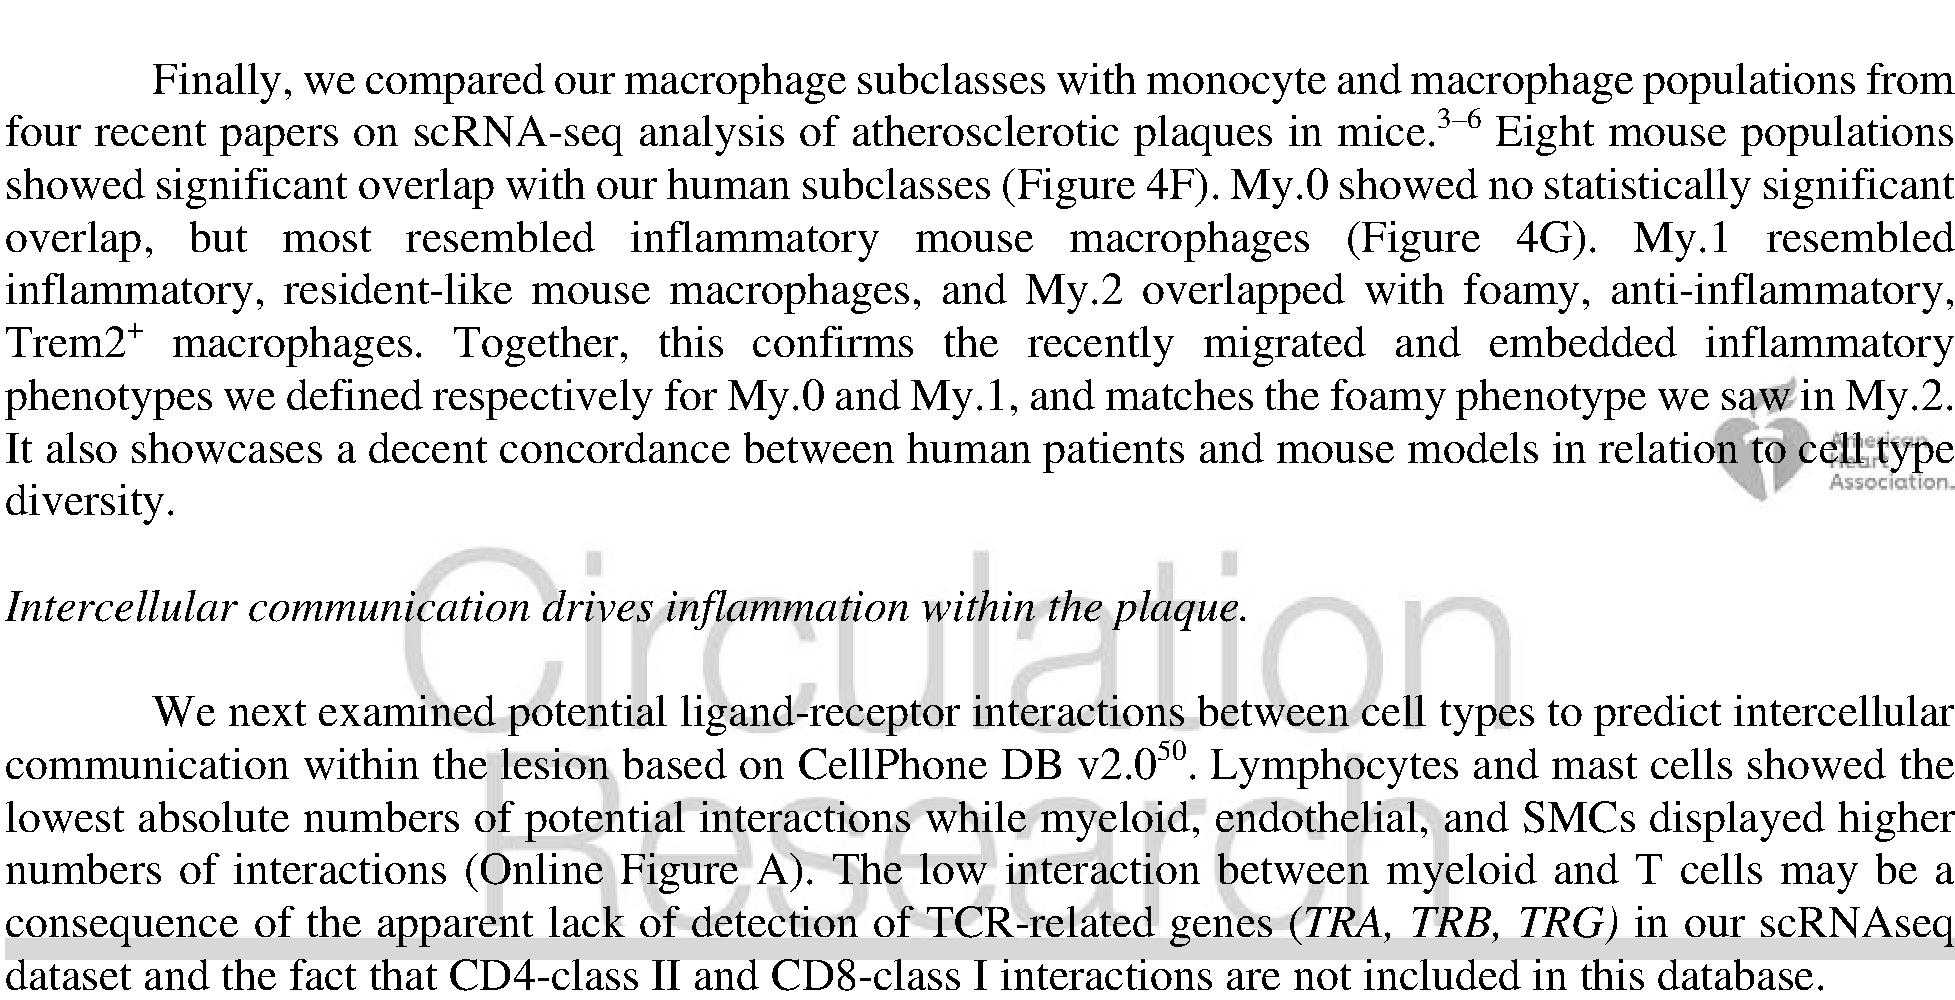 Finally, we compared our macrophage subclasses with monocyte and macrophage populations from
four recent papers on scRNA-seq analysis of atherosclerotic plaques in mice.3–6 Eight mouse populations
showed significant overlap with our human subclasses (Figure 4F). My.0 showed no statistically significant
overlap, but most resembled inflammatory mouse macrophages (Figure 4G). My.1 resembled
inflammatory, resident-like mouse macrophages, and My.2 overlapped with foamy, anti-inflammatory,
Trem2+ macrophages. Together, this confirms the recently migrated and embedded inflammatory
phenotypes we defined respectively for My.0 and My.1, and matches the foamy phenotype we saw in My.2.
It also showcases a decent concordance between human patients and mouse models in relation to cell type
diversity.
American
Heart
Association.
Circulation
Research
Intercellular communication drives inflammation within the plaque.
We next examined potential ligand-receptor interactions between cell types to predict intercellular
communication within the lesion based on CellPhone DB v2.050. Lymphocytes and mast cells showed the
lowest absolute numbers of potential interactions while myeloid, endothelial, and SMCs displayed higher
numbers of interactions (Online Figure A). The low interaction between myeloid and T cells may be a
consequence of the apparent lack of detection of TCR-related genes (TRA, TRB, TRG) in our scRNAseq
dataset and the fact that CD4-class II and CD8-class I interactions are not included in this database.